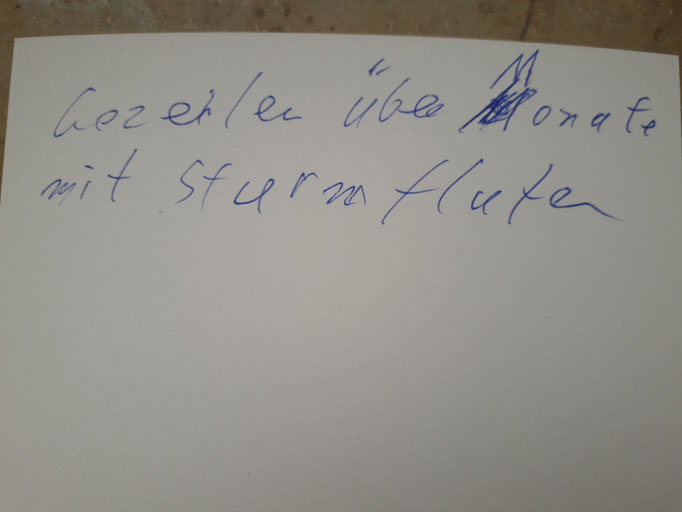 Gezeiten über Monate
mit Sturmfluten